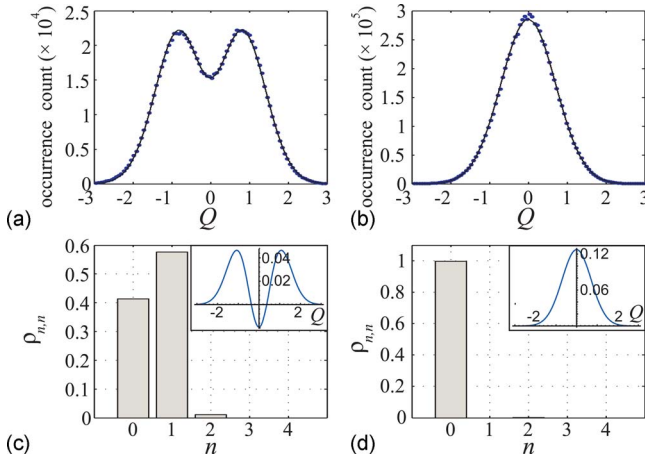 occurrence count (× 10⁴)
2.5
2
1.5
1
0.5
0
-3 -2 -1 0 1 2 3
Q
(a)
occurrence count (× 10⁵)
3
2.5
2
1.5
1
0.5
0
-3 -2 -1 0 1 2 3
Q
(b)
ρn,n
0.6
0.5
0.4
0.3
0.2
0.1
0
0 1 2 3 4
n
(c)
0.04
0.02
-2 2 Q
ρn,n
1
0.8
0.6
0.4
0.2
0
0 1 2 3 4
n
(d)
0.12
0.06
-2 2 Q